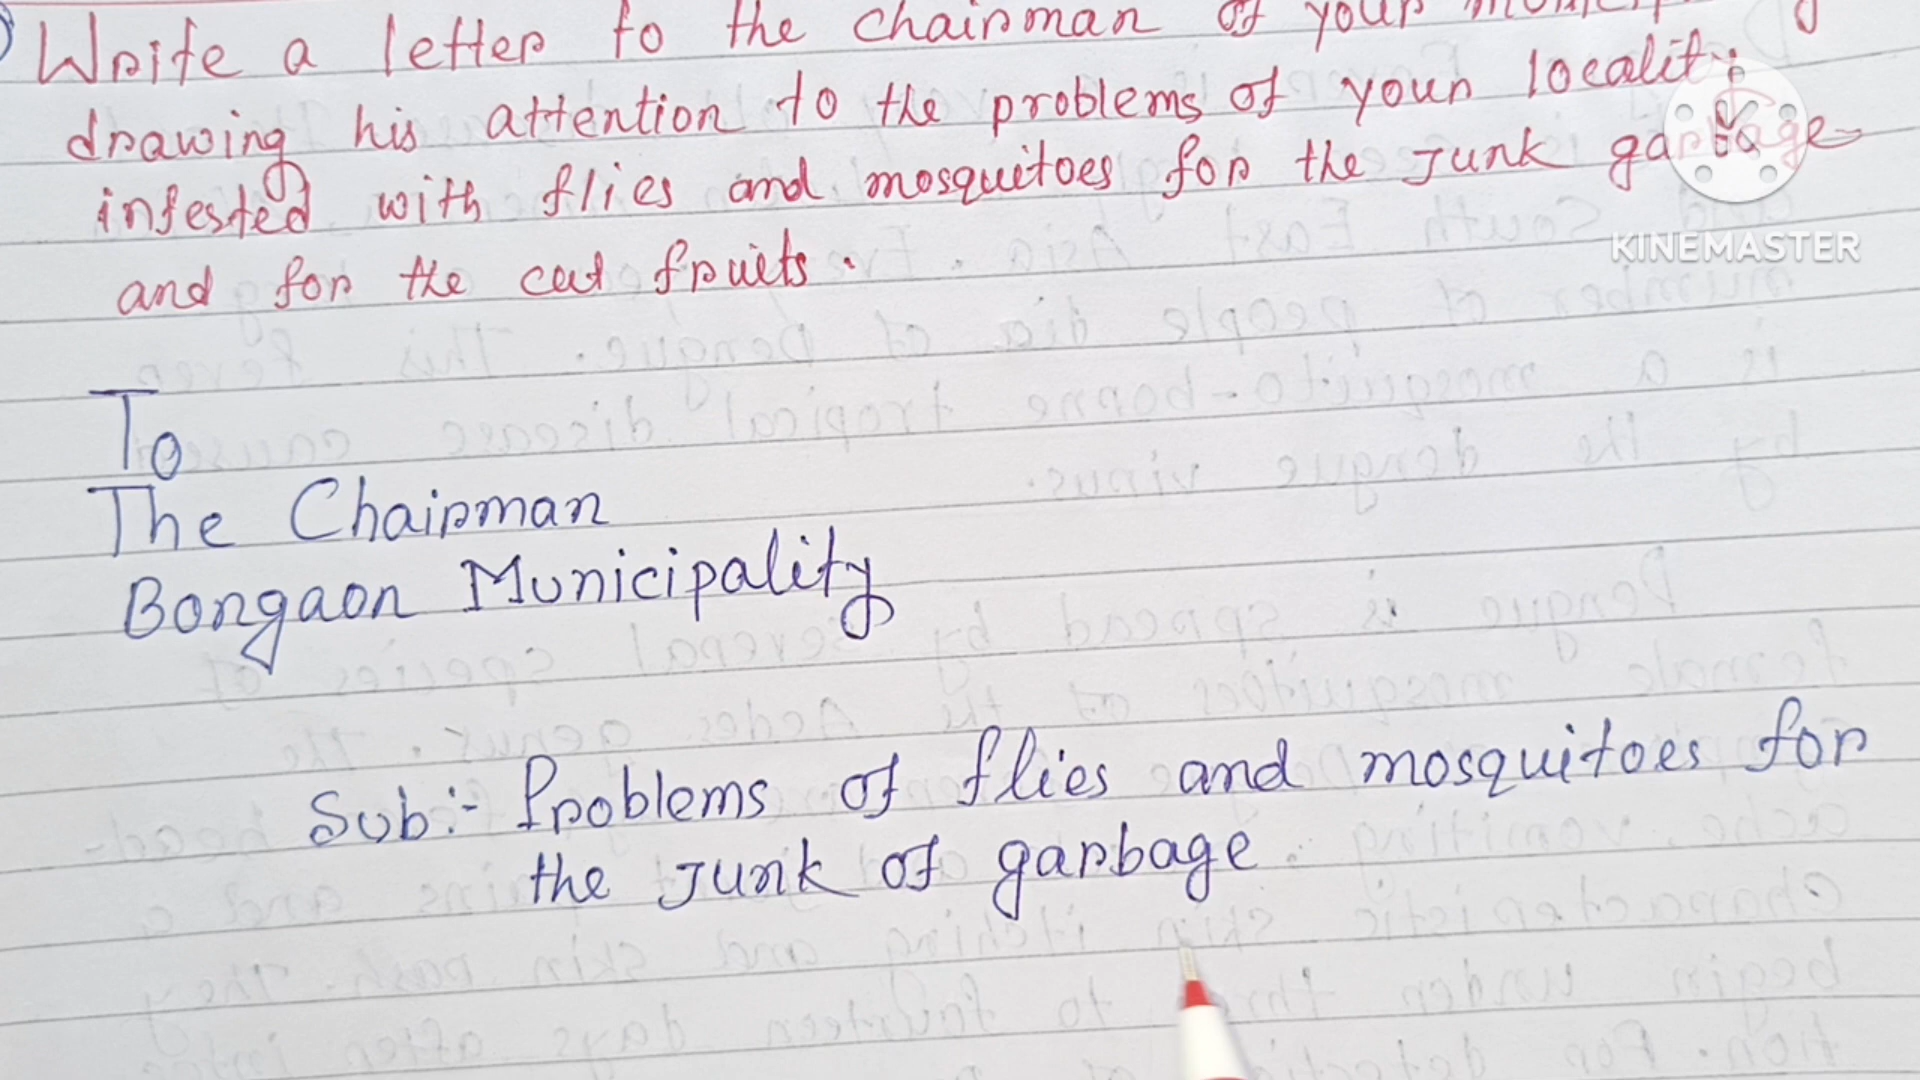 Write a letter to the chairman of your
drawing his attention to the problems of your locality
infested with flies and mosquitoes for the junk garbage
and for the cut fruits.
KINEMASTER
To
The Chairman
Bongaon Municipality
Sub:- Problems of flies and mosquitoes for
the junk of garbage